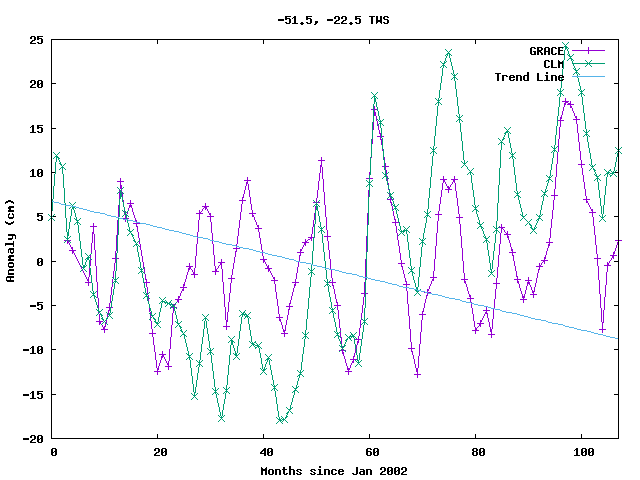 -51.5, -22.5 TWS
GRACE
CLM
Trend Line
25
20
15
10
5
0
-5
-10
-15
-20
Anomaly (cm)
0 20 40 60 80 100
Months since Jan 2002